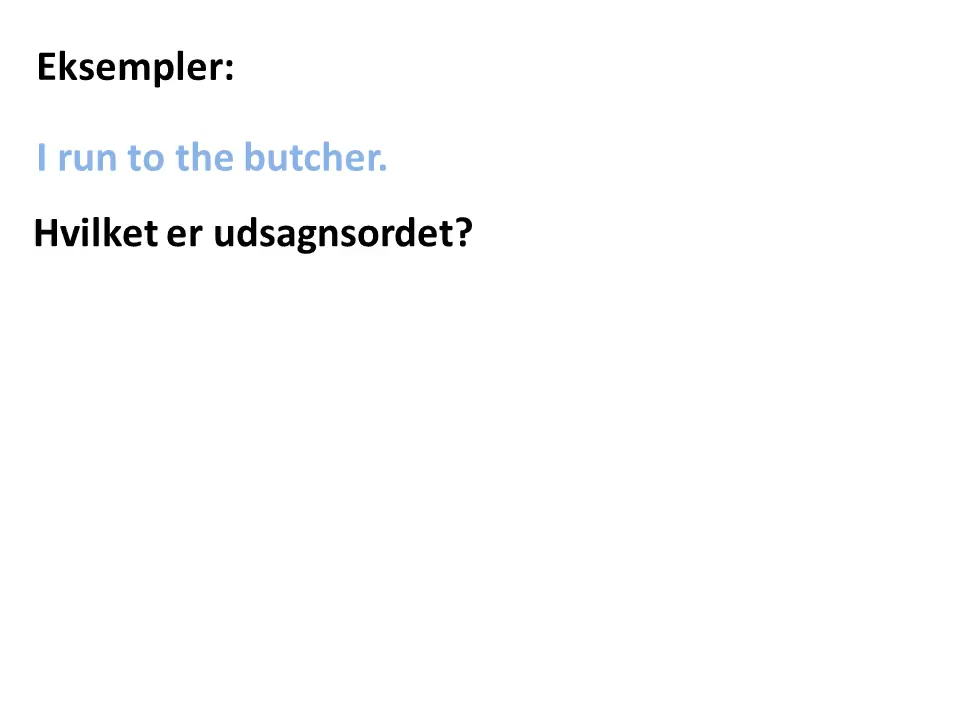 Eksempler:
I run to the butcher.
Hvilket er udsagnsordet?